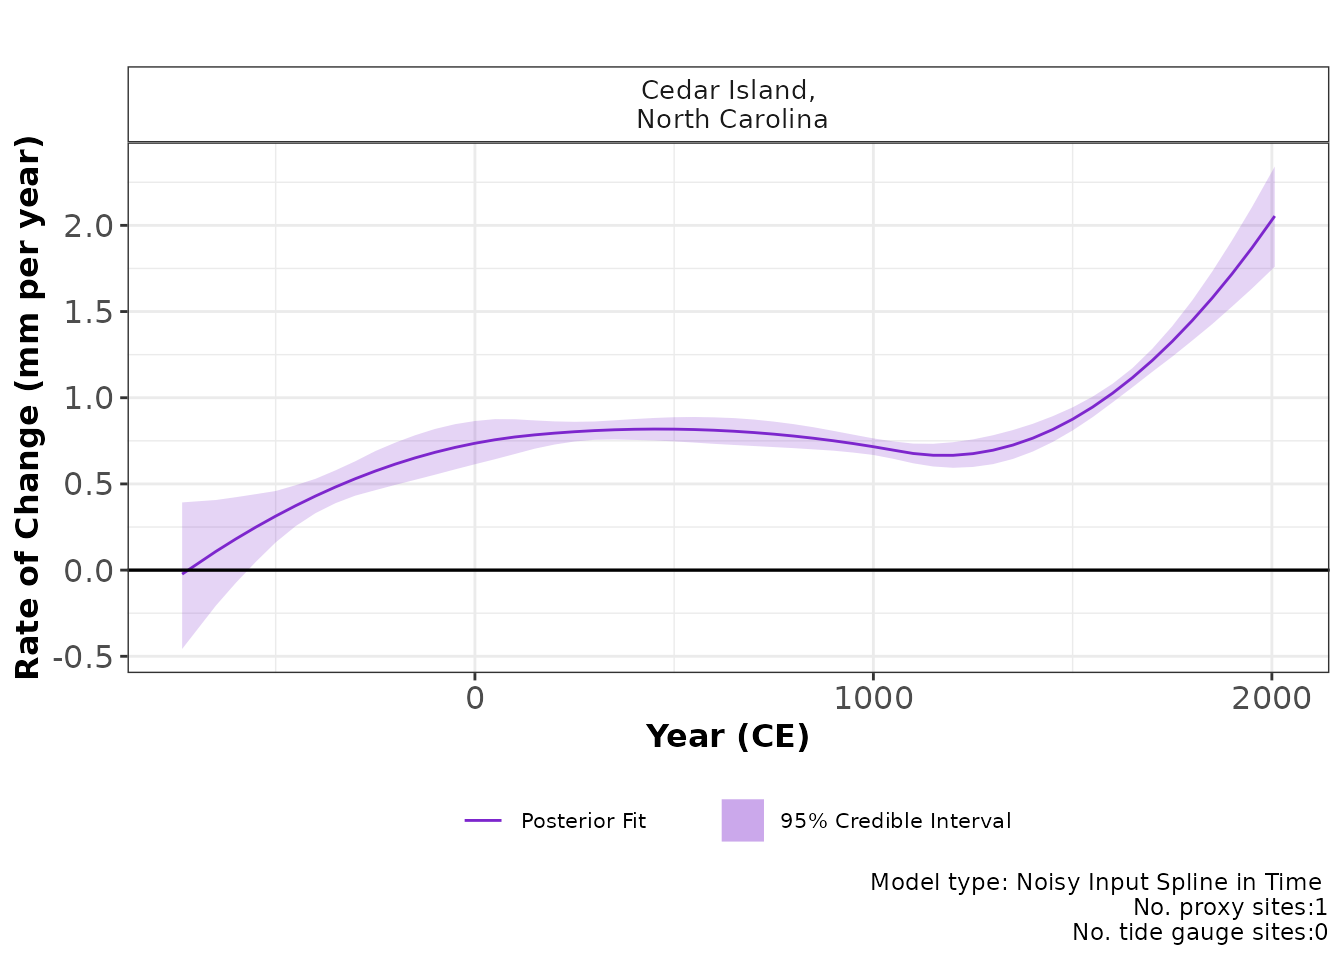 Cedar Island,
North Carolina
Rate of Change (mm per year)
2.0
1.5
1.0
0.5
0.0
-0.5
0
1000
2000
Year (CE)
Posterior Fit
95% Credible Interval
Model type: Noisy Input Spline in Time
No. proxy sites:1
No. tide gauge sites:0